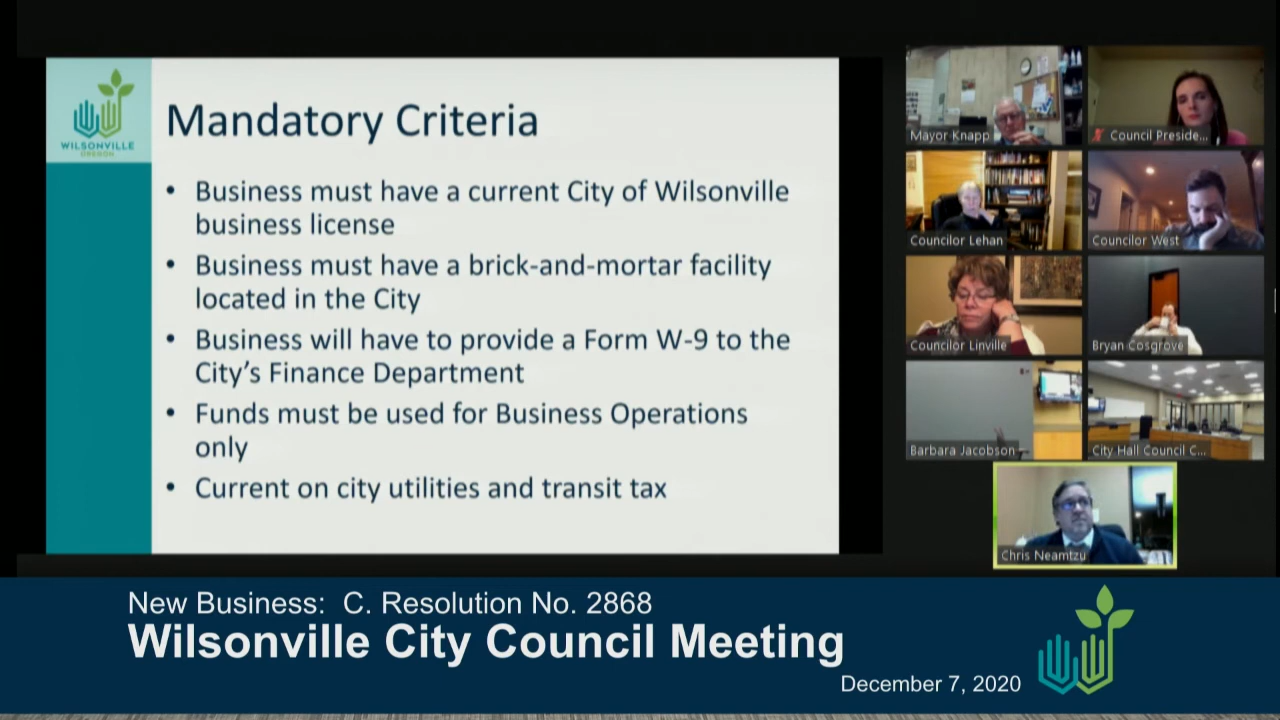 WILSONVILLE
OREGON
Mandatory Criteria
• Business must have a current City of Wilsonville
business license
• Business must have a brick-and-mortar facility
located in the City
• Business will have to provide a Form W-9 to the
City’s Finance Department
• Funds must be used for Business Operations
only
• Current on city utilities and transit tax
Mayor Knapp
Council Preside...
Councilor Lehan
Councilor West
Councilor Linville
Bryan Cosgrove
Barbara Jacobson
City Hall Council C...
Chris Neamtzu
New Business: C. Resolution No. 2868
Wilsonville City Council Meeting
December 7, 2020